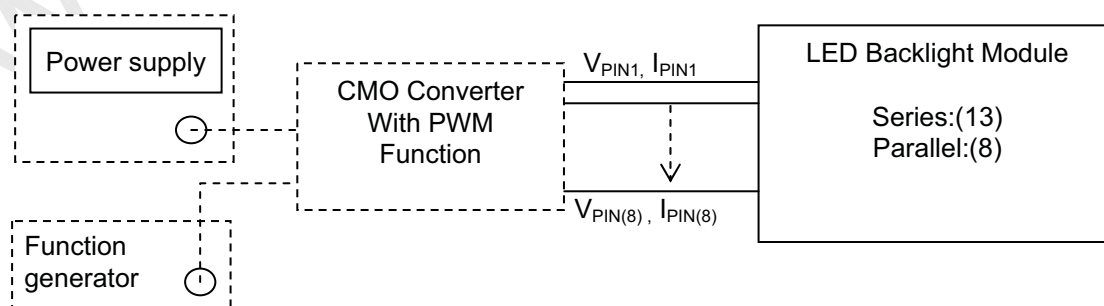 Power supply
CMO Converter
With PWM
Function
V_PIN1, I_PIN1
V_PIN(8) , I_PIN(8)
LED Backlight Module
Series:(13)
Parallel:(8)
Function
generator